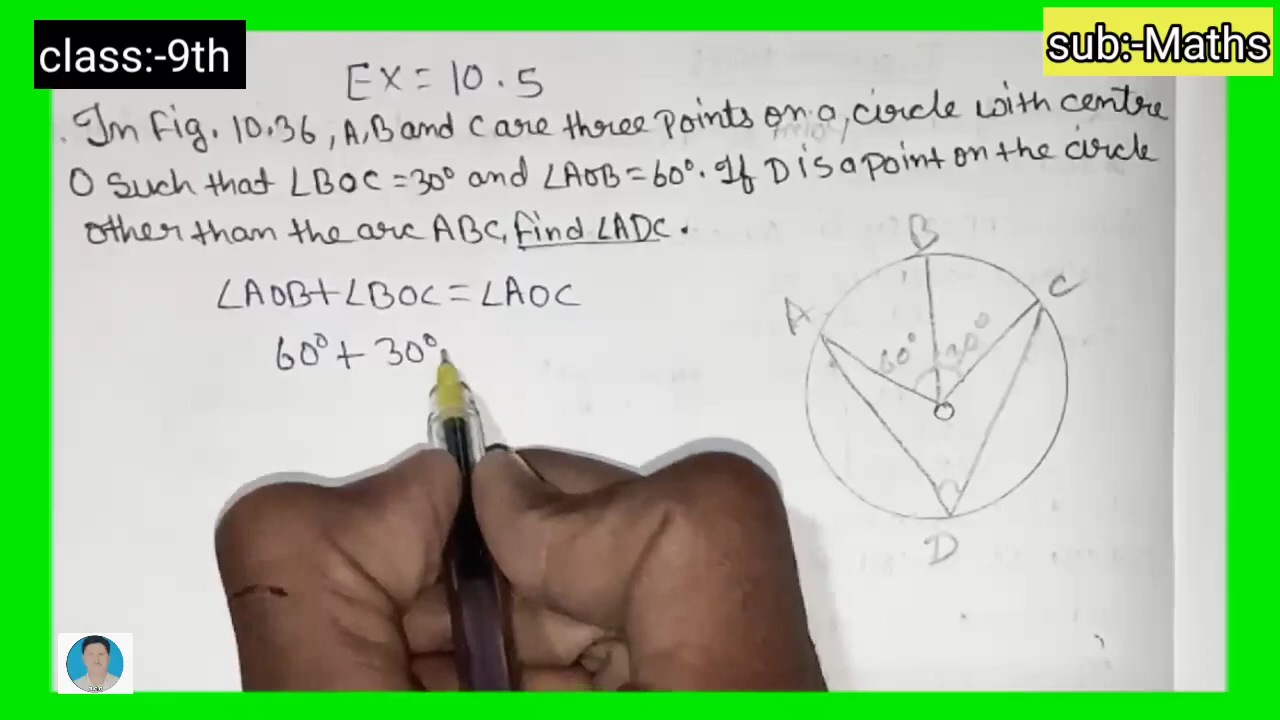 class:-9th
sub:-Maths
EX = 10.5
In Fig. 10.36, A, B and C are three points on a circle with centre
O such that ∠BOC = 30° and ∠AOB = 60°. If D is a point on the circle
other than the arc ABC, find ∠ADC.
∠AOB + ∠BOC = ∠AOC
60° + 30°
B
C
A
60°
30°
O
D